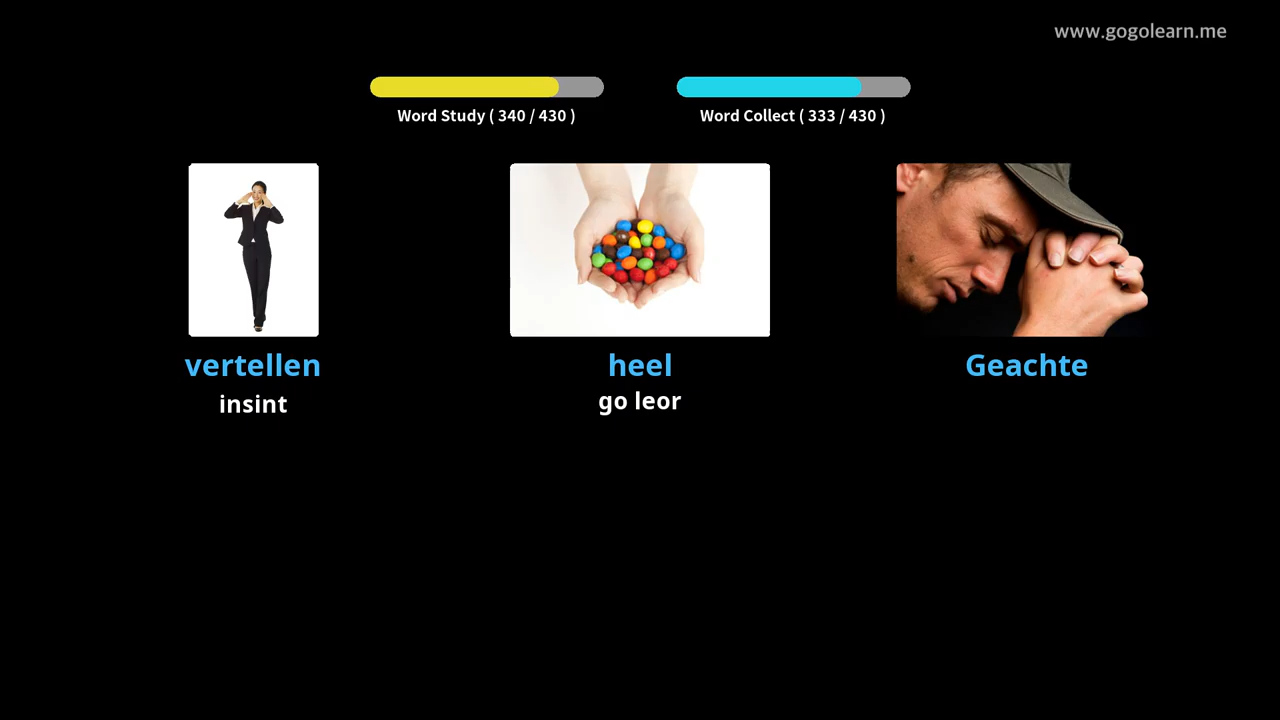 www.gogolearn.me
Word Study ( 340 / 430 )
Word Collect ( 333 / 430 )
vertellen
insint
heel
go leor
Geachte